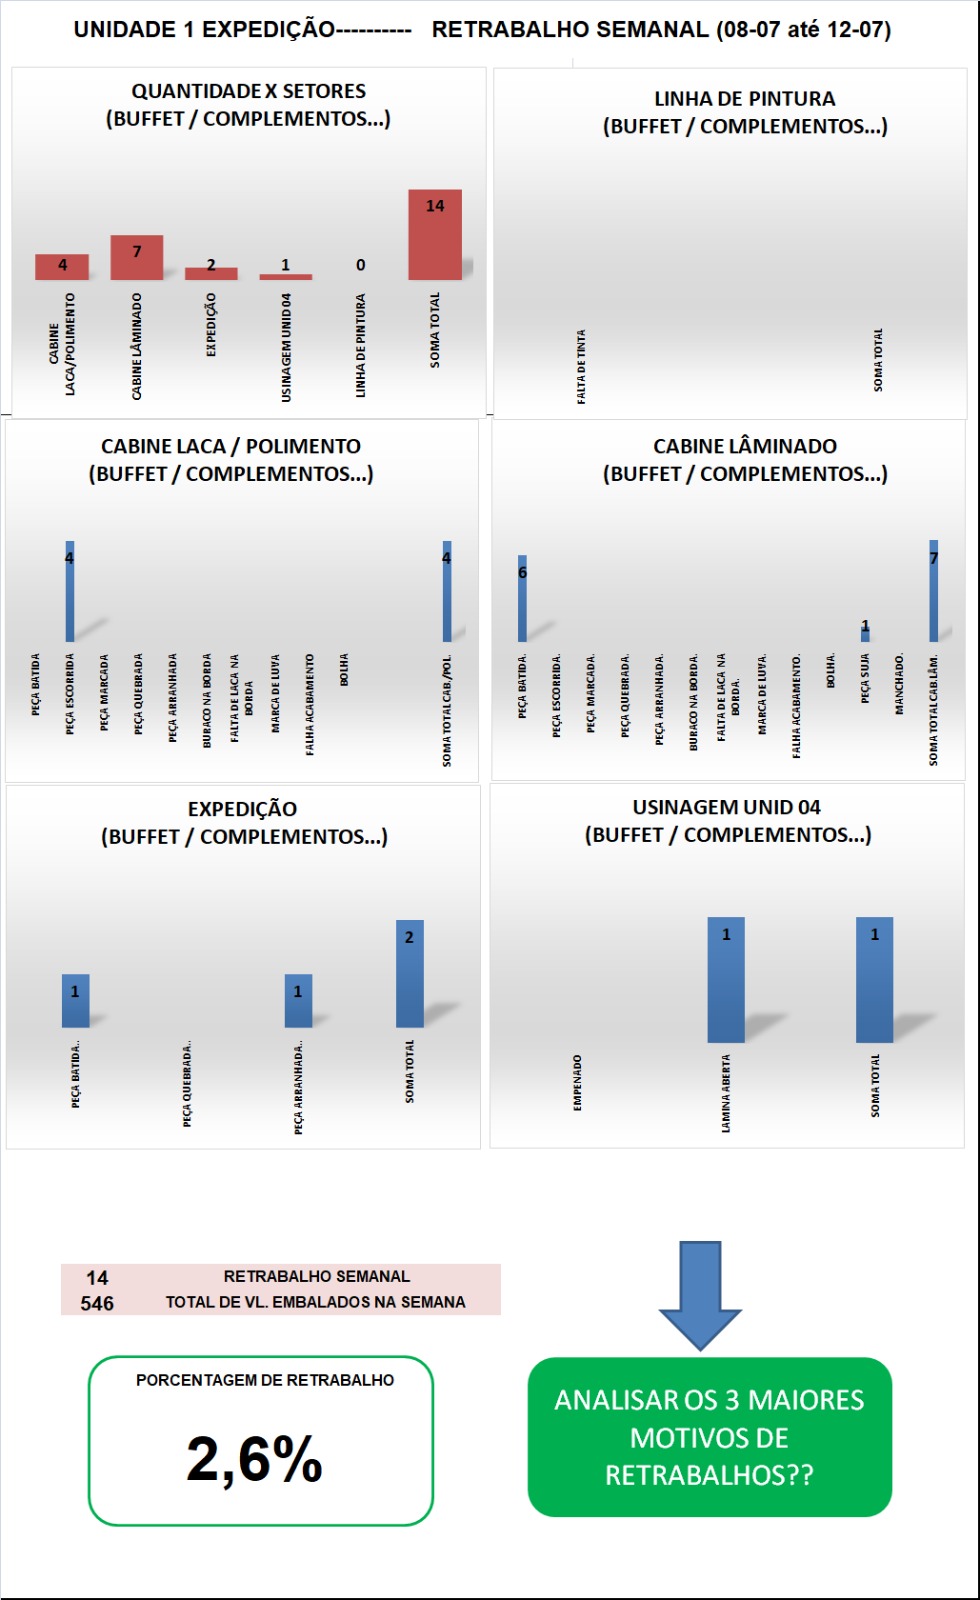 UNIDADE 1 EXPEDIÇÃO---------- RETRABALHO SEMANAL (08-07 até 12-07)
QUANTIDADE X SETORES
(BUFFET / COMPLEMENTOS...)
4
7
2
1
0
14
CABINE
LACA/POLIMENTO
CABINE LÂMINADO
EXPEDIÇÃO
USINAGEM UNID 04
LINHA DE PINTURA
SOMA TOTAL
LINHA DE PINTURA
(BUFFET / COMPLEMENTOS...)
FALTA DE TINTA
SOMA TOTAL
CABINE LACA / POLIMENTO
(BUFFET / COMPLEMENTOS...)
4
4
PEÇA BATIDA
PEÇA ESCORRIDA
PEÇA MARCADA
PEÇA QUEBRADA
PEÇA ARRANHADA
BURACO NA BORDA
FALTA DE LACA NA
BORDA
MARCA DE LUVA
FALHA ACABAMENTO
BOLHA
SOMA TOTAL CAB./POL.
CABINE LÂMINADO
(BUFFET / COMPLEMENTOS...)
6
1
7
PEÇA BATIDA.
PEÇA ESCORRIDA.
PEÇA MARCADA.
PEÇA QUEBRADA.
PEÇA ARRANHADA.
BURACO NA BORDA.
FALTA DE LACA NA
BORDA.
MARCA DE LUVA.
FALHA ACABAMENTO.
BOLHA.
PEÇA SUJA
MANCHADO.
SOMA TOTAL CAB.LÂM.
EXPEDIÇÃO
(BUFFET / COMPLEMENTOS...)
1
1
2
PEÇA BATIDA..
PEÇA QUEBRADA..
PEÇA ARRANHADA..
SOMA TOTAL
USINAGEM UNID 04
(BUFFET / COMPLEMENTOS...)
1
1
EMPENADO
LAMINA ABERTA
SOMA TOTAL
14 RETRABALHO SEMANAL
546 TOTAL DE VL. EMBALADOS NA SEMANA
PORCENTAGEM DE RETRABALHO
2,6%
ANALISAR OS 3 MAIORES
MOTIVOS DE
RETRABALHOS??